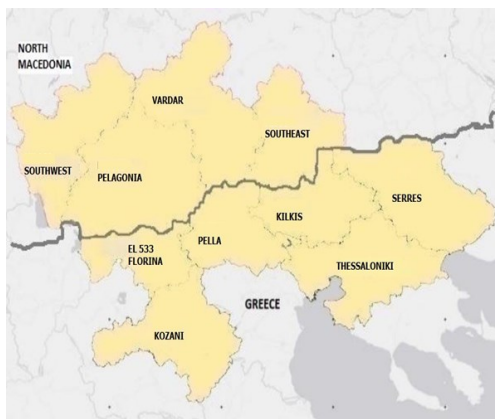 NORTH
MACEDONIA
VARDAR
SOUTHEAST
SOUTHWEST
PELAGONIA
SERRES
KILKIS
PELLA
EL 533
FLORINA
THESSALONIKI
GREECE
KOZANI